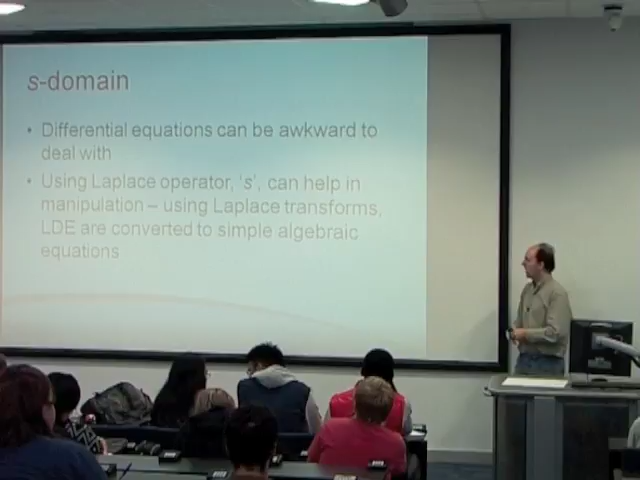 s-domain
• Differential equations can be awkward to
deal with
• Using Laplace operator, 's', can help in
manipulation – using Laplace transforms,
LDE are converted to simple algebraic
equations